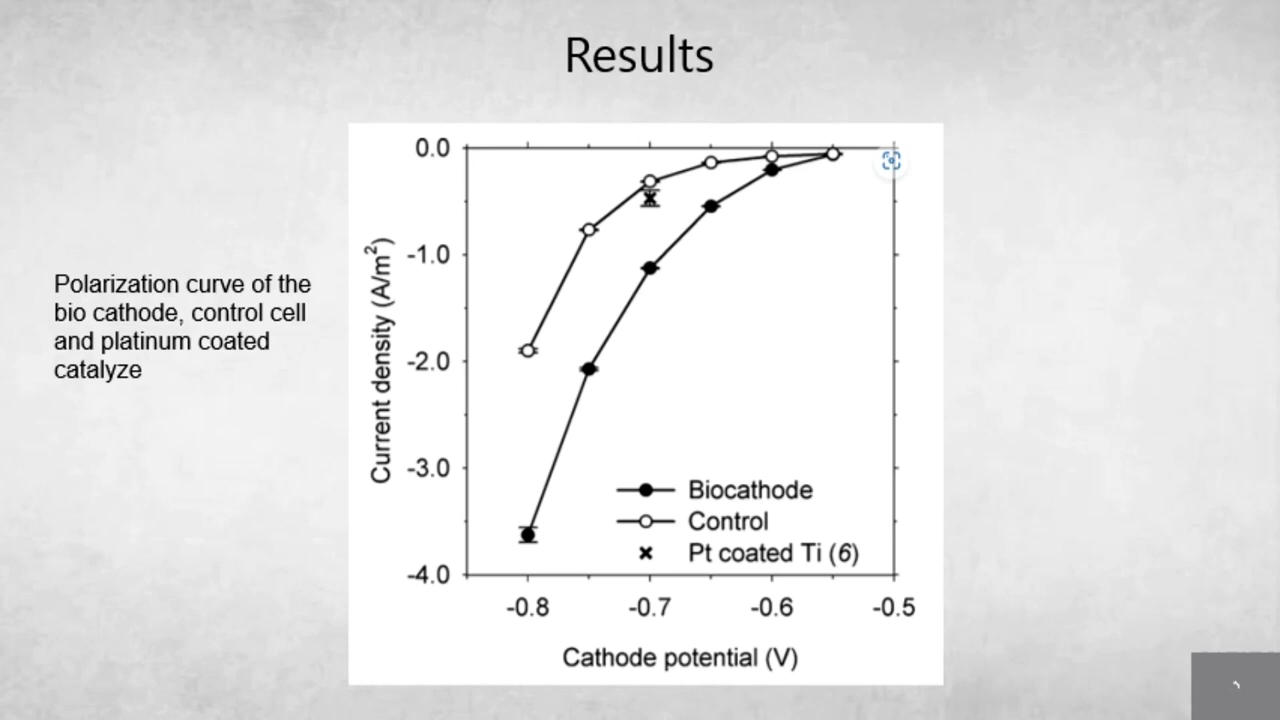 Results
Polarization curve of the
bio cathode, control cell
and platinum coated
catalyze
Current density (A/m²)
0.0
-1.0
-2.0
-3.0
-4.0
Biocathode
Control
Pt coated Ti (6)
-0.8 -0.7 -0.6 -0.5
Cathode potential (V)